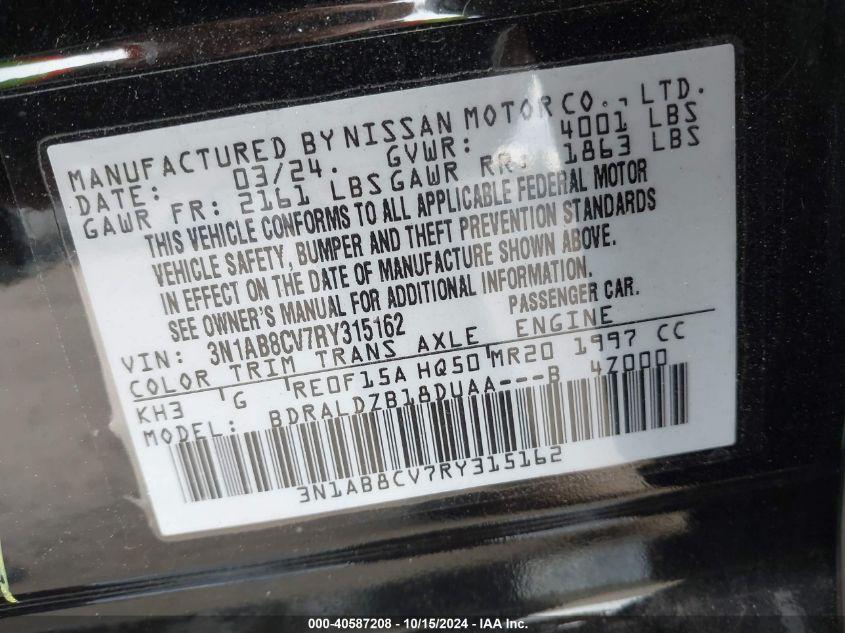 MANUFACTURED BY NISSAN MOTOR CO., LTD.
DATE: 03/24. GVWR: 4001 LBS
GAWR FR: 2161 LBS GAWR RR: 1863 LBS
THIS VEHICLE CONFORMS TO ALL APPLICABLE FEDERAL MOTOR
VEHICLE SAFETY, BUMPER AND THEFT PREVENTION STANDARDS
IN EFFECT ON THE DATE OF MANUFACTURE SHOWN ABOVE.
SEE OWNER'S MANUAL FOR ADDITIONAL INFORMATION.
VIN: 3N1AB8CV7RY315162 PASSENGER CAR.
COLOR TRIM TRANS AXLE ENGINE
KH3 G RE0F15A HQ50 MR20 1997 CC
MODEL: BDRALDZB18DUAA---B 4Z000
3N1AB8CV7RY315162
000-40587208 - 10/15/2024 - IAA Inc.